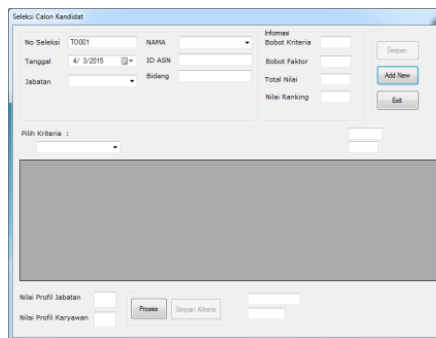 Seleksi Calon Kandidat
No Seleksi TO001 NAMA
Tanggal 4/ 3/2015 ID ASN
Jabatan Bidang
Informasi
Bobot Kriteria
Bobot Faktor
Total Nilai
Nilai Ranking
Simpan
Add New
Exit
Pilih Kriteria :
Nilai Profil Jabatan
Nilai Profil Karyawan
Proses Simpan Kriteria